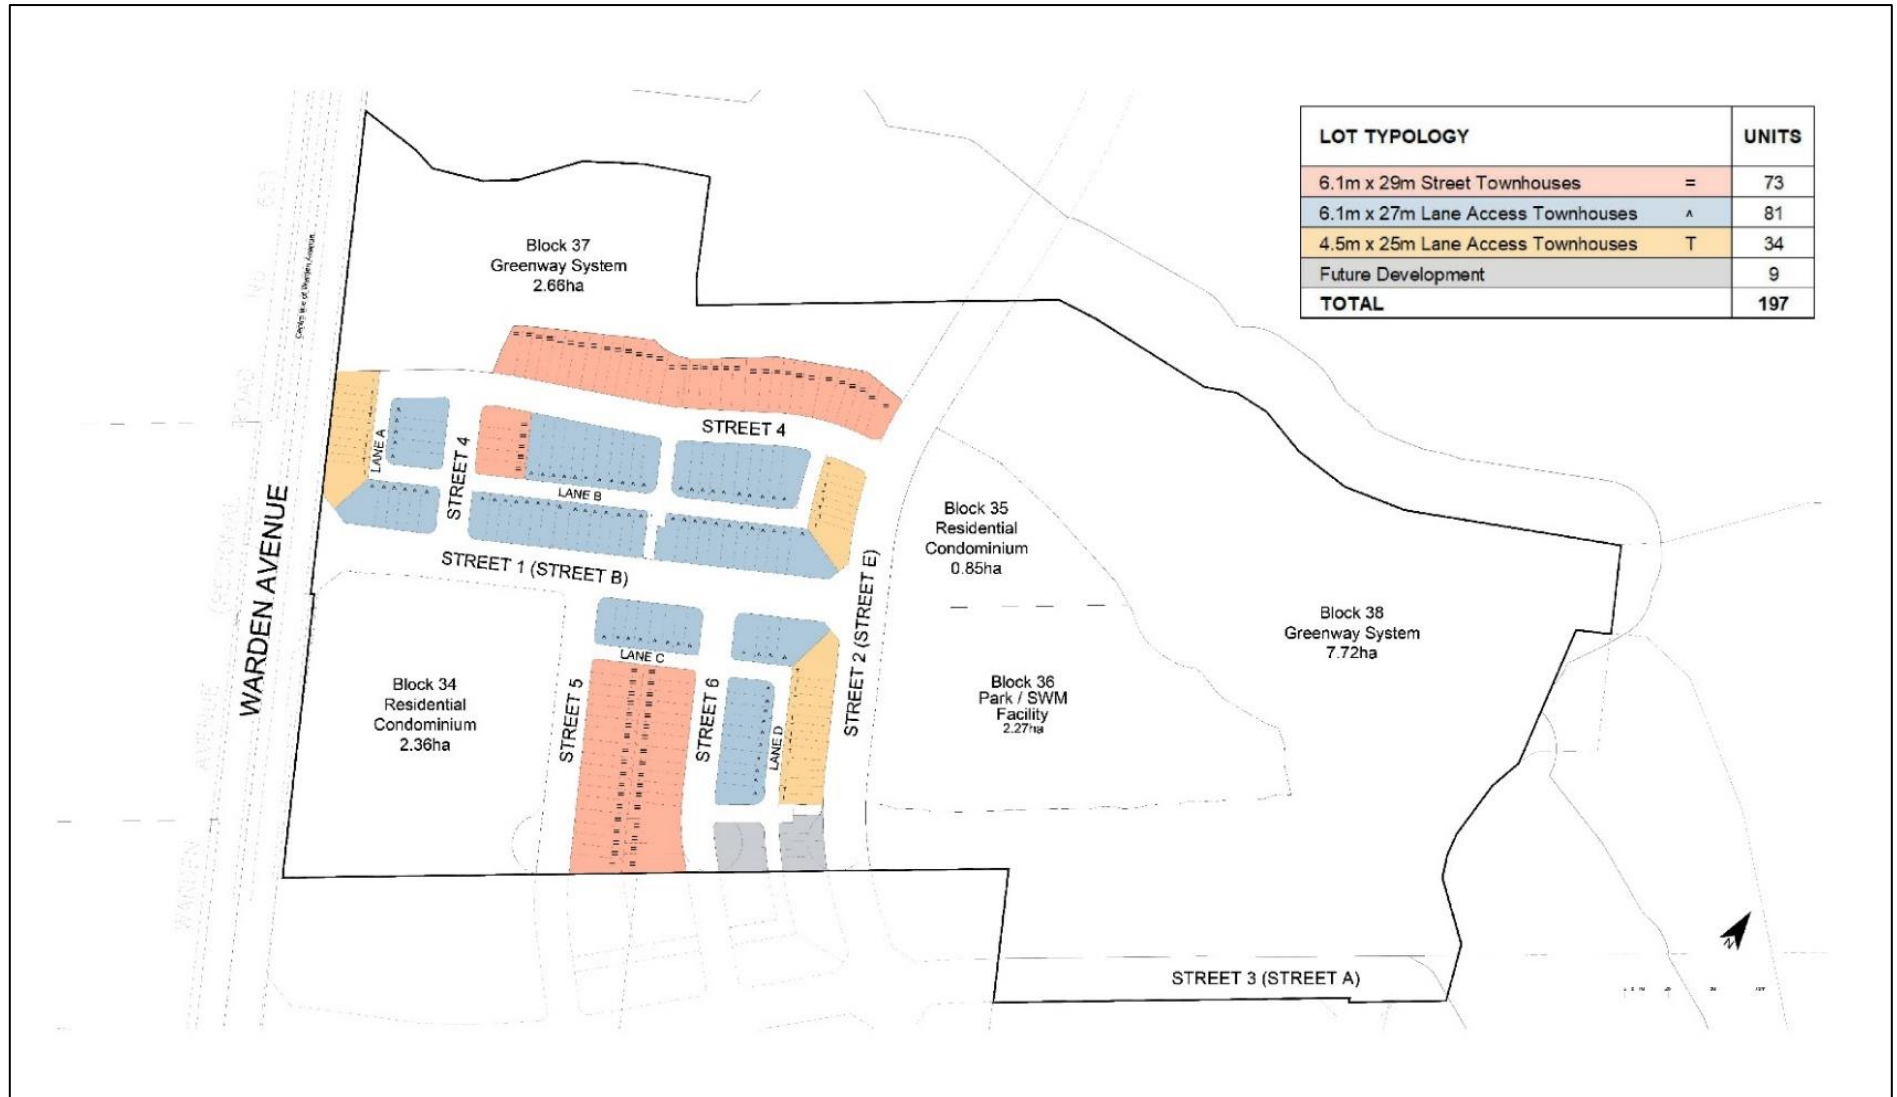 LOT TYPOLOGY UNITS
6.1m x 29m Street Townhouses = 73
6.1m x 27m Lane Access Townhouses ^ 81
4.5m x 25m Lane Access Townhouses T 34
Future Development 9
TOTAL 197
Block 37
Greenway System
2.66ha
STREET 4
LANE A
STREET 4
LANE B
STREET 1 (STREET B)
WARDEN AVENUE
Block 35
Residential
Condominium
0.85ha
STREET 2 (STREET E)
Block 38
Greenway System
7.72ha
Block 34
Residential
Condominium
2.36ha
LANE C
STREET 5
STREET 6
LANE D
Block 36
Park / SWM
Facility
2.27ha
STREET 3 (STREET A)
N
WARDEN AVENUE
ROAD